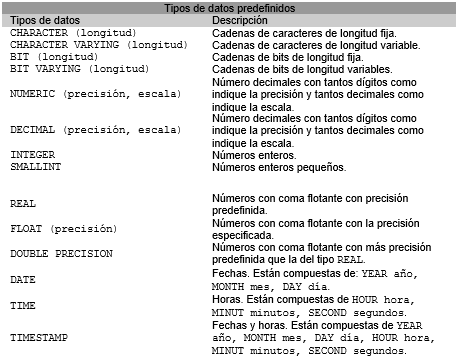 Tipos de datos predefinidos
Tipos de datos Descripción
CHARACTER (longitud) Cadenas de caracteres de longitud fija.
CHARACTER VARYING (longitud) Cadenas de caracteres de longitud variable.
BIT (longitud) Cadenas de bits de longitud fija.
BIT VARYING (longitud) Cadenas de bits de longitud variables.
NUMERIC (precisión, escala) Número decimales con tantos dígitos como
indique la precisión y tantos decimales como
indique la escala.
DECIMAL (precisión, escala) Número decimales con tantos dígitos como
indique la precisión y tantos decimales como
indique la escala.
INTEGER Números enteros.
SMALLINT Números enteros pequeños.
REAL Números con coma flotante con precisión
predefinida.
FLOAT (precisión) Números con coma flotante con la precisión
especificada.
DOUBLE PRECISION Números con coma flotante con más precisión
predefinida que la del tipo REAL.
DATE Fechas. Están compuestas de: YEAR año,
MONTH mes, DAY día.
TIME Horas. Están compuestas de HOUR hora,
MINUT minutos, SECOND segundos.
TIMESTAMP Fechas y horas. Están compuestas de YEAR
año, MONTH mes, DAY día, HOUR hora,
MINUT minutos, SECOND segundos.